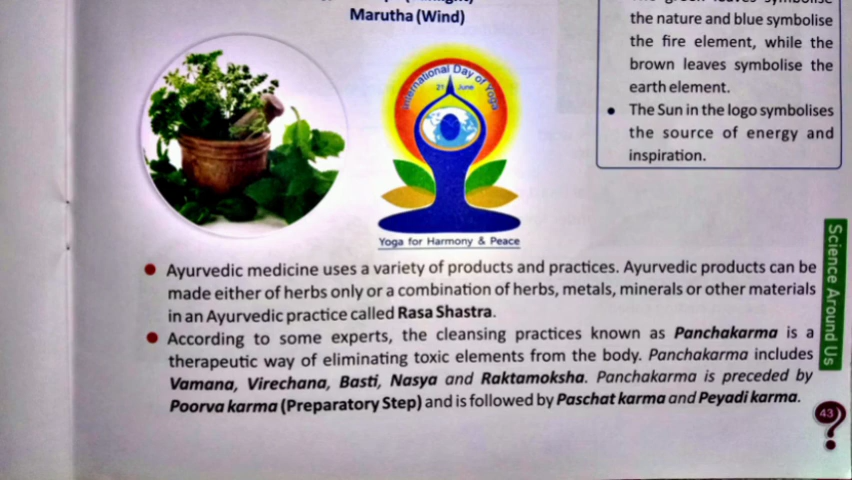 Marutha (Wind)
the nature and blue symbolise
the fire element, while the
brown leaves symbolise the
earth element.
• The Sun in the logo symbolises
the source of energy and
inspiration.
International Day of Yoga
21 June
Yoga for Harmony & Peace
• Ayurvedic medicine uses a variety of products and practices. Ayurvedic products can be
made either of herbs only or a combination of herbs, metals, minerals or other materials
in an Ayurvedic practice called Rasa Shastra.
• According to some experts, the cleansing practices known as Panchakarma is a
therapeutic way of eliminating toxic elements from the body. Panchakarma includes
Vamana, Virechana, Basti, Nasya and Raktamoksha. Panchakarma is preceded by
Poorva karma (Preparatory Step) and is followed by Paschat karma and Peyadi karma.
Science Around Us
43